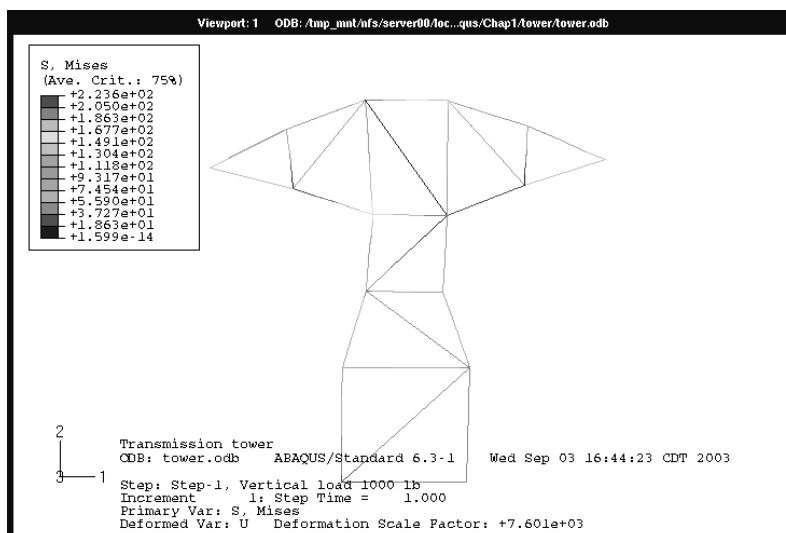 Viewport: 1 ODB: /tmp_mnt/nfs/server00/loc...qus/Chap1/tower/tower.odb
S, Mises
(Ave. Crit.: 75%)
+2.236e+02
+2.050e+02
+1.863e+02
+1.677e+02
+1.491e+02
+1.304e+02
+1.118e+02
+9.317e+01
+7.454e+01
+5.590e+01
+3.727e+01
+1.863e+01
+1.599e-14
2
3 1
Transmission tower
ODB: tower.odb ABAQUS/Standard 6.3-1 Wed Sep 03 16:44:23 CDT 2003
Step: Step-1, Vertical load 1000 lb
Increment 1: Step Time = 1.000
Primary Var: S, Mises
Deformed Var: U Deformation Scale Factor: +7.601e+03